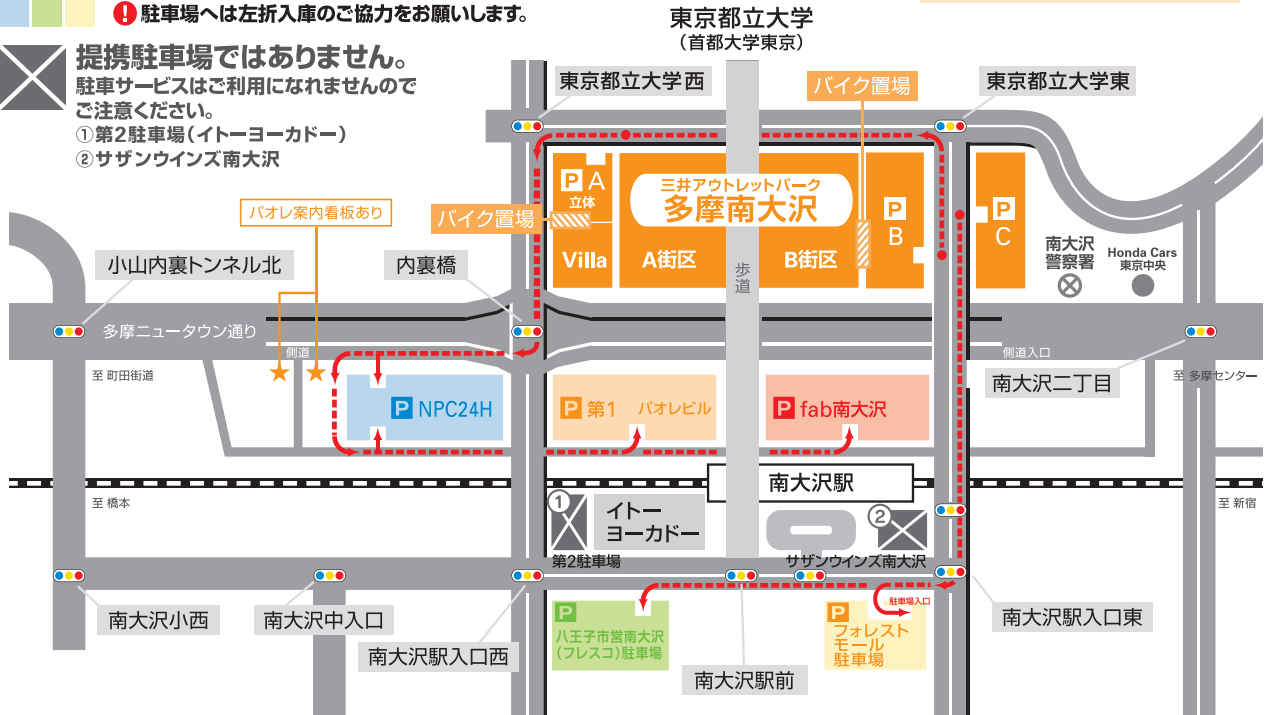 駐車場へは左折入庫のご協力をお願いします。
提携駐車場ではありません。
駐車サービスはご利用になれませんので
ご注意ください。
①第2駐車場(イトーヨーカドー)
②サザンウインズ南大沢
東京都立大学
(首都大学東京)
東京都立大学西
バイク置場
東京都立大学東
P A
立体
三井アウトレットパーク
多摩南大沢
P
B
P
C
パオレ案内看板あり
バイク置場
Villa
A街区
B街区
歩道
南大沢
警察署
Honda Cars
東京中央
小山内裏トンネル北
内裏橋
多摩ニュータウン通り
側道
側道入口
至 町田街道
南大沢二丁目
至 多摩センター
P NPC24H
P 第1 パオレビル
P fab南大沢
南大沢駅
至 橋本
至 新宿
①
イトー
ヨーカドー
②
第2駐車場
サザンウインズ南大沢
南大沢小西
南大沢中入口
南大沢駅入口西
P
八王子市営南大沢
(フレスコ)駐車場
南大沢駅前
駐車場入口
P
フォレスト
モール
駐車場
南大沢駅入口東